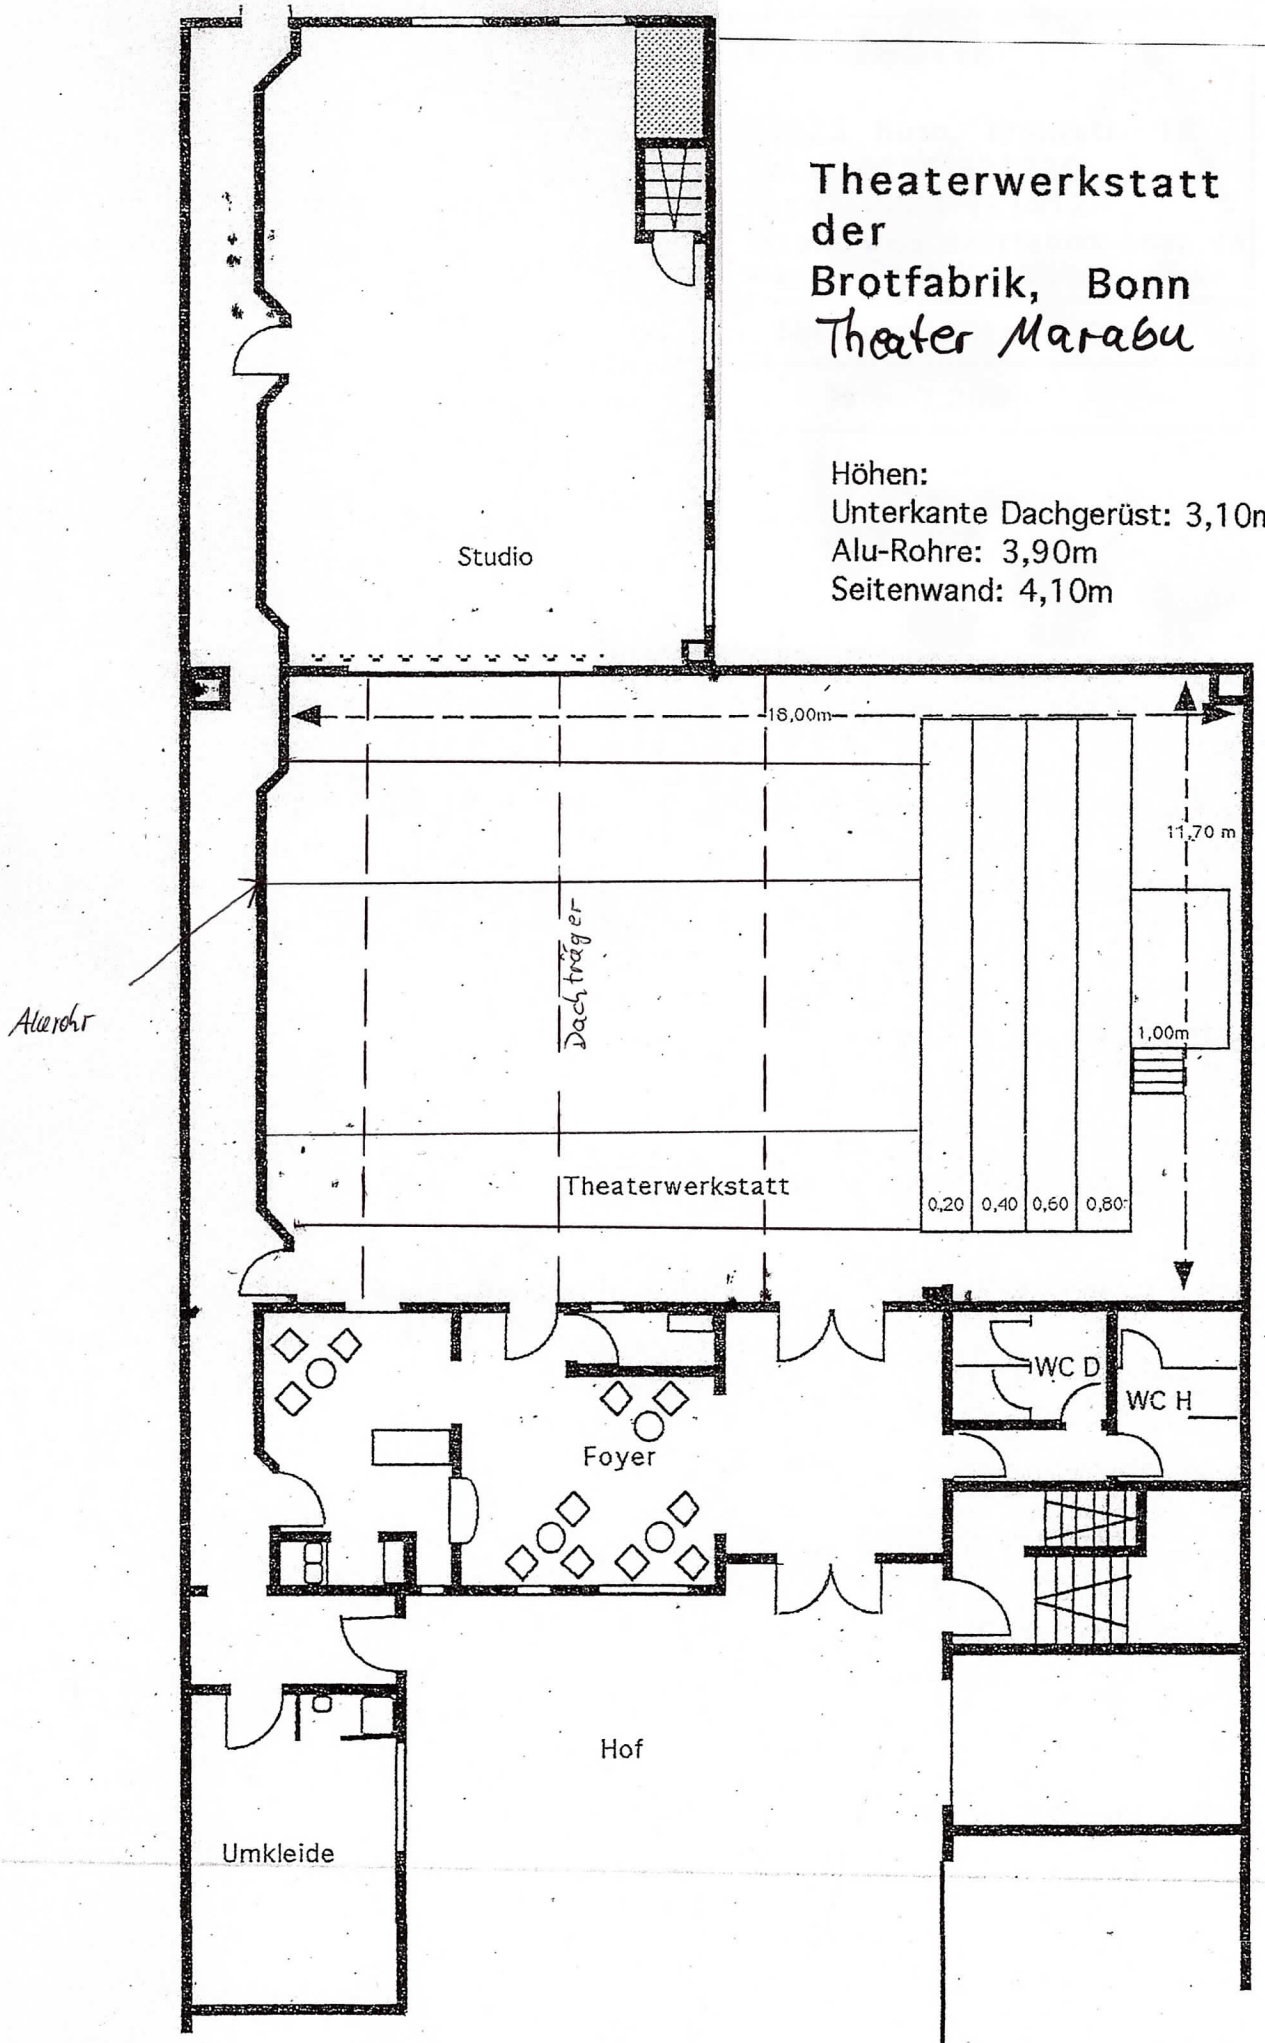 Theaterwerkstatt
der
Brotfabrik, Bonn
Theater Marabu
Höhen:
Unterkante Dachgerüst: 3,10m
Alu-Rohre: 3,90m
Seitenwand: 4,10m
Studio
18,00m
11,70 m
Dachträger
Alurohr
1,00m
Theaterwerkstatt
0,20 0,40 0,60 0,80
WC D
WC H
Foyer
Hof
Umkleide